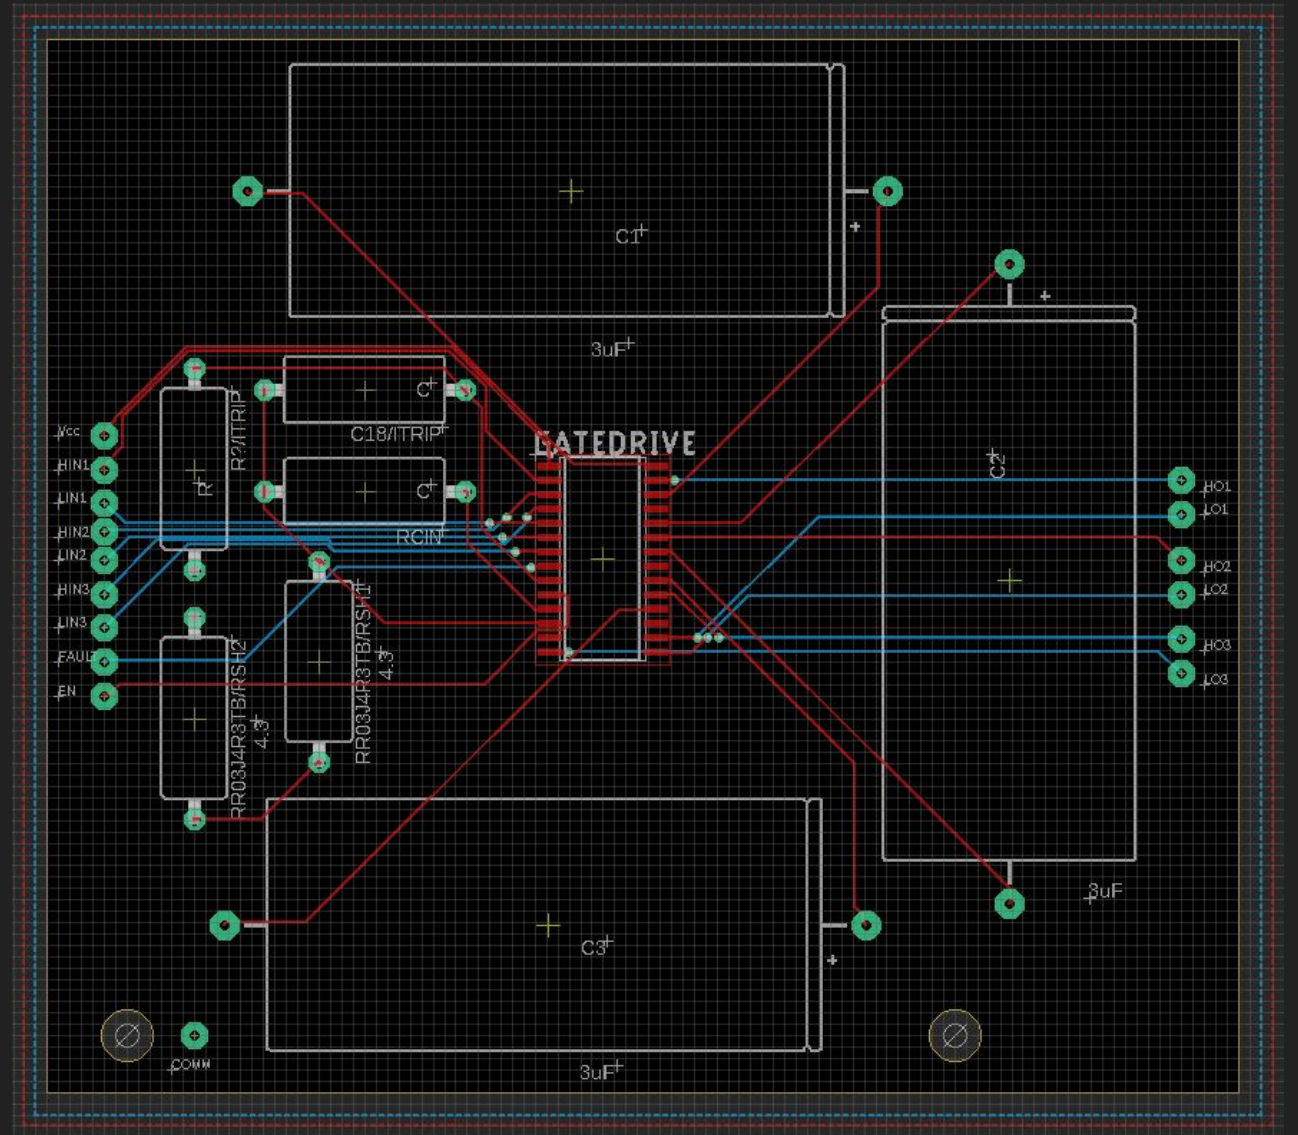 C1
3uF
Vcc
HIN1
LIN1
HIN2
LIN2
HIN3
LIN3
FAULT
EN
R?/ITRIP
R
C
C18/ITRIP
C
RCIN
GATEDRIVE
C2
3uF
HO1
LO1
HO2
LO2
HO3
LO3
RR03J4R3TB/RSH1
4.3
RR03J4R3TB/RSH2
4.3
C3
3uF
COMM